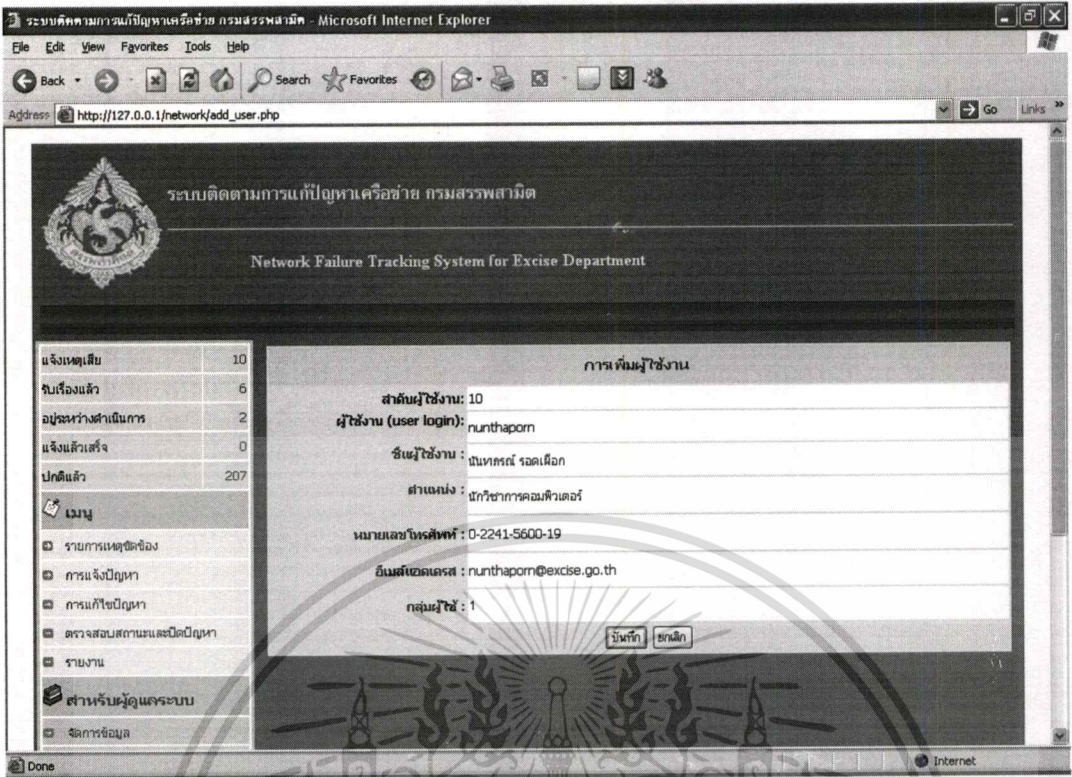 ระบบติดตามการแก้ปัญหาเครือข่าย กรมสรรพสามิต - Microsoft Internet Explorer
File Edit View Favorites Tools Help
Back Search Favorites
Address http://127.0.0.1/network/add_user.php Go Links »
ระบบติดตามการแก้ปัญหาเครือข่าย กรมสรรพสามิต
Network Failure Tracking System for Excise Department
แจ้งเหตุเสีย 10
รับเรื่องแล้ว 6
อยู่ระหว่างดำเนินการ 2
แจ้งแล้วเสร็จ 0
ปกติแล้ว 207
เมนู
รายการเหตุขัดข้อง
การแจ้งปัญหา
การแก้ไขปัญหา
ตรวจสอบสถานะและปิดปัญหา
รายงาน
สำหรับผู้ดูแลระบบ
จัดการข้อมูล
การเพิ่มผู้ใช้งาน
ลำดับผู้ใช้งาน: 10
ผู้ใช้งาน (user login): nunthaporn
ชื่อผู้ใช้งาน : นันทภรณ์ รอดเผือก
ตำแหน่ง : นักวิชาการคอมพิวเตอร์
หมายเลขโทรศัพท์ : 0-2241-5600-19
อีเมล์แอดเดรส : nunthaporn@excise.go.th
กลุ่มผู้ใช้ : 1
บันทึก ยกเลิก
Done Internet